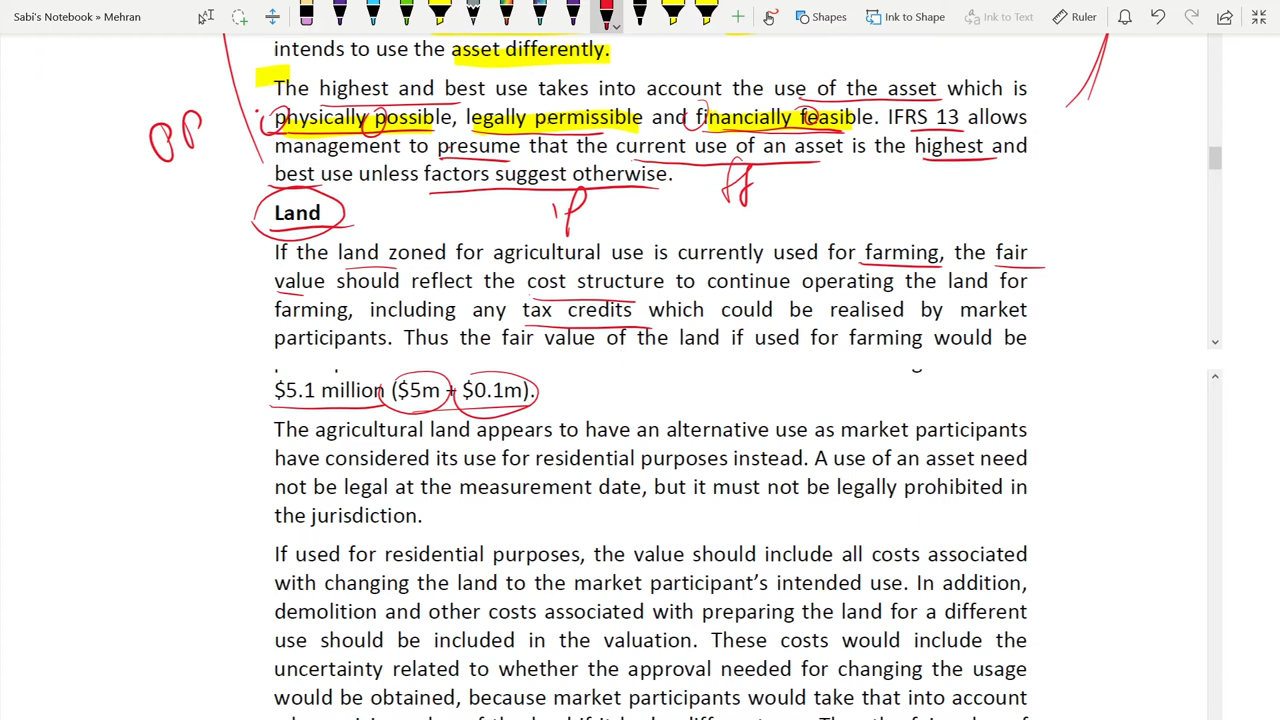 Sabi's Notebook » Mehran
Shapes
Ink to Shape
Ink to Text
Ruler
intends to use the asset differently.
The highest and best use takes into account the use of the asset which is
physically possible, legally permissible and financially feasible. IFRS 13 allows
PP
management to presume that the current use of an asset is the highest and
best use unless factors suggest otherwise.
Land
If the land zoned for agricultural use is currently used for farming, the fair
value should reflect the cost structure to continue operating the land for
farming, including any tax credits which could be realised by market
participants. Thus the fair value of the land if used for farming would be
$5.1 million ($5m + $0.1m).
The agricultural land appears to have an alternative use as market participants
have considered its use for residential purposes instead. A use of an asset need
not be legal at the measurement date, but it must not be legally prohibited in
the jurisdiction.
If used for residential purposes, the value should include all costs associated
with changing the land to the market participant's intended use. In addition,
demolition and other costs associated with preparing the land for a different
use should be included in the valuation. These costs would include the
uncertainty related to whether the approval needed for changing the usage
would be obtained, because market participants would take that into account